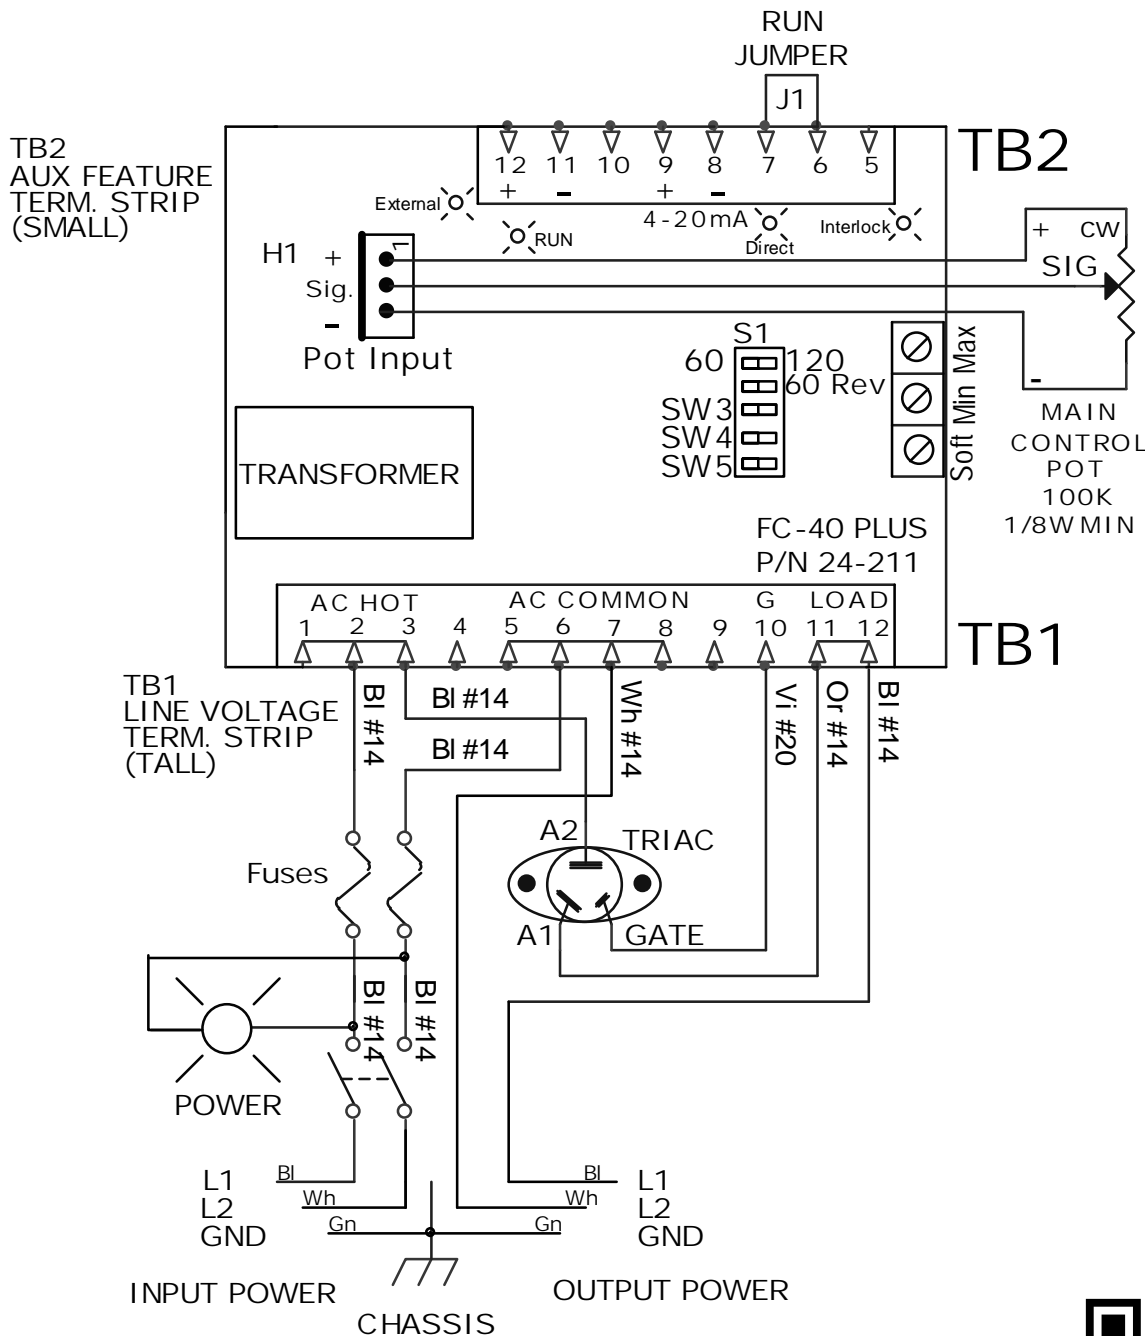 RUN
JUMPER
J1
TB2
AUX FEATURE
TERM. STRIP
(SMALL)
12 11 10 9 8 7 6 5
+ - + -
4-20mA
TB2
External
RUN
Direct
Interlock
H1
+
Sig.
-
1
Pot Input
+ CW
SIG
-
S1
60 120
60 Rev
SW3
SW4
SW5
Soft Min Max
MAIN
CONTROL
POT
100K
1/8W MIN
TRANSFORMER
FC-40 PLUS
P/N 24-211
AC HOT AC COMMON G LOAD
1 2 3 4 5 6 7 8 9 10 11 12
TB1
TB1
LINE VOLTAGE
TERM. STRIP
(TALL)
Bl #14
Bl #14
Bl #14
Wh #14
Vi #20
Or #14
Bl #14
A2
TRIAC
Fuses
A1
GATE
Bl #14
Bl #14
POWER
L1 Bl
L2 Wh
GND Gn
Bl L1
Wh L2
Gn GND
INPUT POWER
OUTPUT POWER
CHASSIS